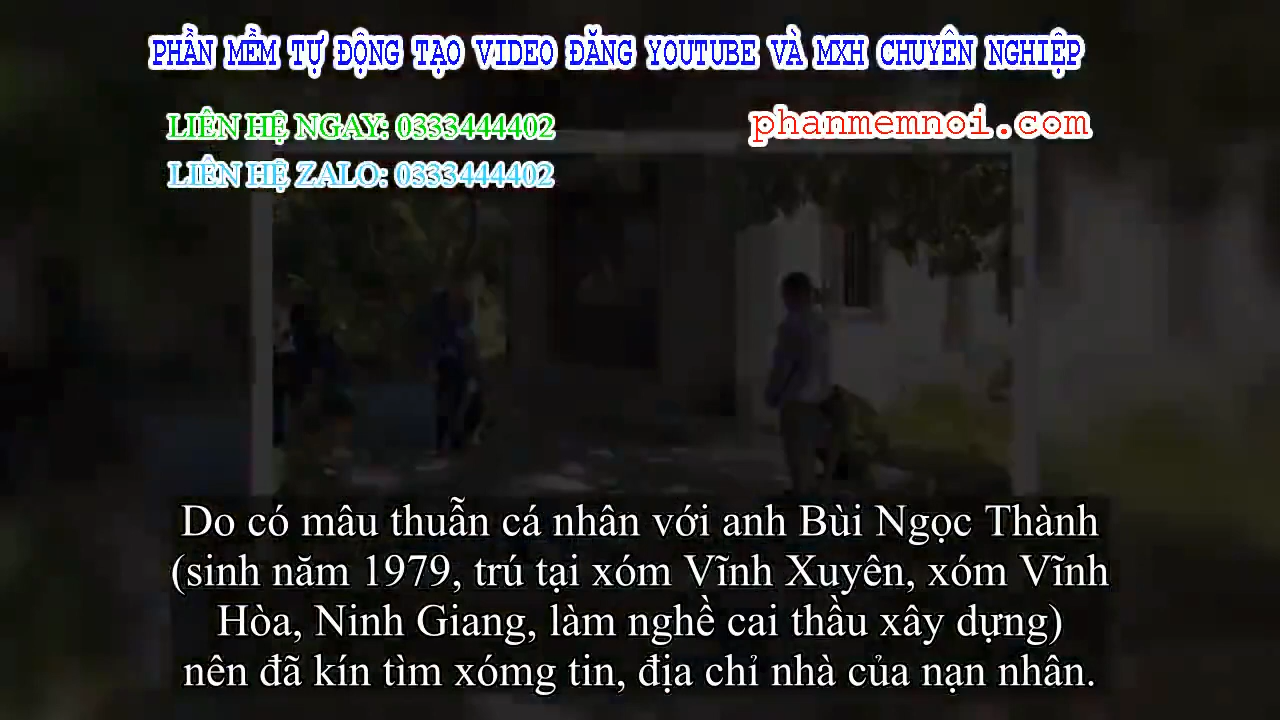 PHẦN MỀM TỰ ĐỘNG TẠO VIDEO ĐĂNG YOUTUBE VÀ MXH CHUYÊN NGHIỆP
LIÊN HỆ NGAY: 0333444402
phanmemnoi.com
LIÊN HỆ ZALO: 0333444402
Do có mâu thuẫn cá nhân với anh Bùi Ngọc Thành
(sinh năm 1979, trú tại xóm Vĩnh Xuyên, xóm Vĩnh
Hòa, Ninh Giang, làm nghề cai thầu xây dựng)
nên đã kín tìm xómg tin, địa chỉ nhà của nạn nhân.